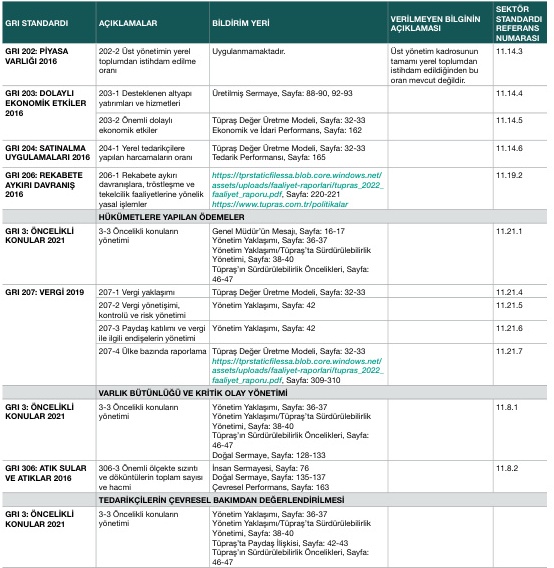 GRI STANDARDI
AÇIKLAMALAR
BİLDİRİM YERİ
VERİLMEYEN BİLGİNİN
AÇIKLAMASI
SEKTÖR
STANDARDI
REFERANS
NUMARASI
GRI 202: PİYASA
VARLIĞI 2016
202-2 Üst yönetimin yerel
toplumdan istihdam edilme
oranı
Uygulanmamaktadır.
Üst yönetim kadrosunun
tamamı yerel toplumdan
istihdam edildiğinden bu
oran mevcut değildir.
11.14.3
GRI 203: DOLAYLI
EKONOMİK ETKİLER
2016
203-1 Desteklenen altyapı
yatırımları ve hizmetleri
Üretilmiş Sermaye, Sayfa: 88-90, 92-93
11.14.4
203-2 Önemli dolaylı
ekonomik etkiler
Tüpraş Değer Üretme Modeli, Sayfa: 32-33
Ekonomik ve İdari Performans, Sayfa: 162
11.14.5
GRI 204: SATINALMA
UYGULAMALARI 2016
204-1 Yerel tedarikçilere
yapılan harcamaların oranı
Tüpraş Değer Üretme Modeli, Sayfa: 32-33
Tedarik Performansı, Sayfa: 165
11.14.6
GRI 206: REKABETE
AYKIRI DAVRANIŞ
2016
206-1 Rekabete aykırı
davranışlara, tröstleşme ve
tekelcilik faaliyetlerine yönelik
yasal işlemler
https://tprstaticfilessa.blob.core.windows.net/
assets/uploads/faaliyet-raporlari/tupras_2022_
faaliyet_raporu.pdf, Sayfa: 220-221
https://www.tupras.com.tr/politikalar
11.19.2
HÜKÜMETLERE YAPILAN ÖDEMELER
GRI 3: ÖNCELİKLİ
KONULAR 2021
3-3 Öncelikli konuların
yönetimi
Genel Müdür'ün Mesajı, Sayfa: 16-17
Yönetim Yaklaşımı, Sayfa: 36-37
Yönetim Yaklaşımı/Tüpraş'ta Sürdürülebilirlik
Yönetimi, Sayfa: 38-40
Tüpraş'ın Sürdürülebilirlik Öncelikleri, Sayfa:
46-47
11.21.1
GRI 207: VERGİ 2019
207-1 Vergi yaklaşımı
Tüpraş Değer Üretme Modeli, Sayfa: 32-33
11.21.4
207-2 Vergi yönetişimi,
kontrolü ve risk yönetimi
Yönetim Yaklaşımı, Sayfa: 42
11.21.5
207-3 Paydaş katılımı ve vergi
ile ilgili endişelerin yönetimi
Yönetim Yaklaşımı, Sayfa: 42
11.21.6
207-4 Ülke bazında raporlama
Tüpraş Değer Üretme Modeli, Sayfa: 32-33
https://tprstaticfilessa.blob.core.windows.net/
assets/uploads/faaliyet-raporlari/tupras_2022_
faaliyet_raporu.pdf, Sayfa: 309-310
11.21.7
VARLIK BÜTÜNLÜĞÜ VE KRİTİK OLAY YÖNETİMİ
GRI 3: ÖNCELİKLİ
KONULAR 2021
3-3 Öncelikli konuların
yönetimi
Yönetim Yaklaşımı, Sayfa: 36-37
Yönetim Yaklaşımı/Tüpraş'ta Sürdürülebilirlik
Yönetimi, Sayfa: 38-40
Tüpraş'ın Sürdürülebilirlik Öncelikleri, Sayfa:
46-47
Doğal Sermaye, Sayfa: 128-133
11.8.1
GRI 306: ATIK SULAR
VE ATIKLAR 2016
306-3 Önemli ölçekte sızıntı
ve döküntülerin toplam sayısı
ve hacmi
İnsan Sermayesi, Sayfa: 76
Doğal Sermaye, Sayfa: 135-137
Çevresel Performans, Sayfa: 163
11.8.2
TEDARİKÇİLERİN ÇEVRESEL BAKIMDAN DEĞERLENDİRİLMESİ
GRI 3: ÖNCELİKLİ
KONULAR 2021
3-3 Öncelikli konuların
yönetimi
Yönetim Yaklaşımı, Sayfa: 36-37
Yönetim Yaklaşımı/Tüpraş'ta Sürdürülebilirlik
Yönetimi, Sayfa: 38-40
Tüpraş'ta Paydaş İlişkisi, Sayfa: 42-43
Tüpraş'ın Sürdürülebilirlik Öncelikleri, Sayfa:
46-47